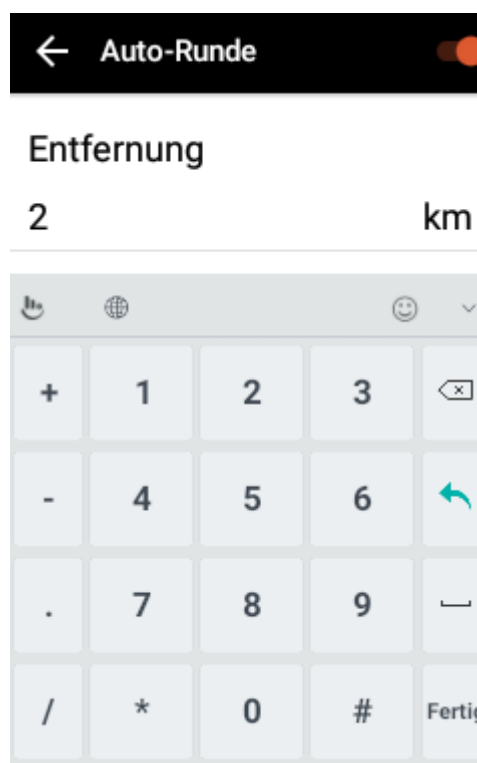 Auto-Runde
Entfernung
2 km
+ 1 2 3
- 4 5 6
. 7 8 9
/ * 0 # Fertig